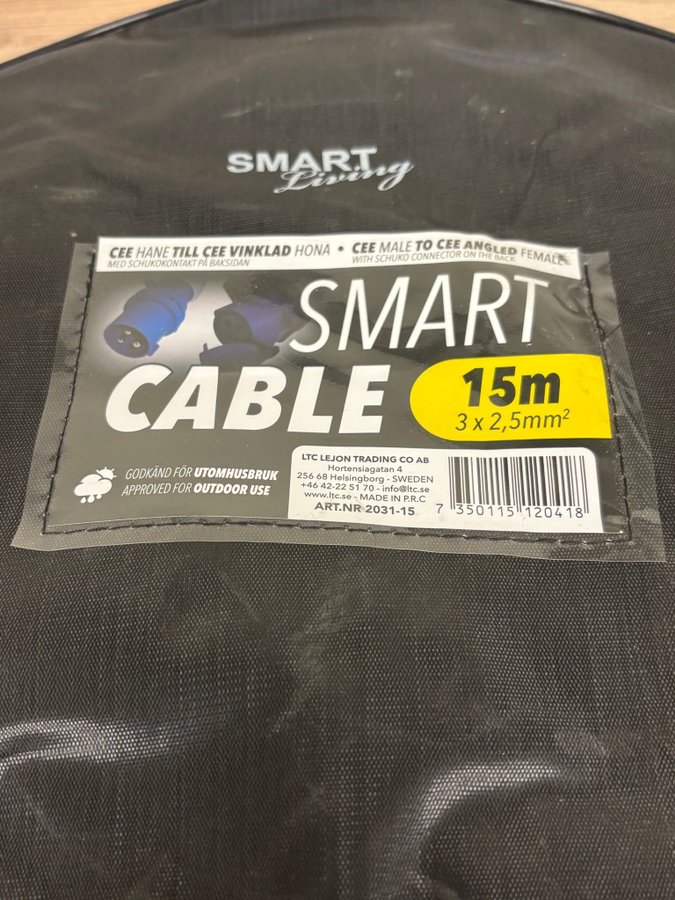 SMART
Living
CEE HANE TILL CEE VINKLAD HONA • CEE MALE TO CEE ANGLED FEMALE
MED SCHUKOKONTAKT PÅ BAKSIDAN WITH SCHUKO CONNECTOR ON THE BACK
SMART
CABLE
15m
3 x 2,5mm²
GODKÄND FÖR UTOMHUSBRUK
APPROVED FOR OUTDOOR USE
LTC LEJON TRADING CO AB
Hortensiagatan 4
256 68 Helsingborg - SWEDEN
+46 42-22 51 70 - info@ltc.se
www.ltc.se - MADE IN P.R.C
ART.NR 2031-15
7 350115 120418